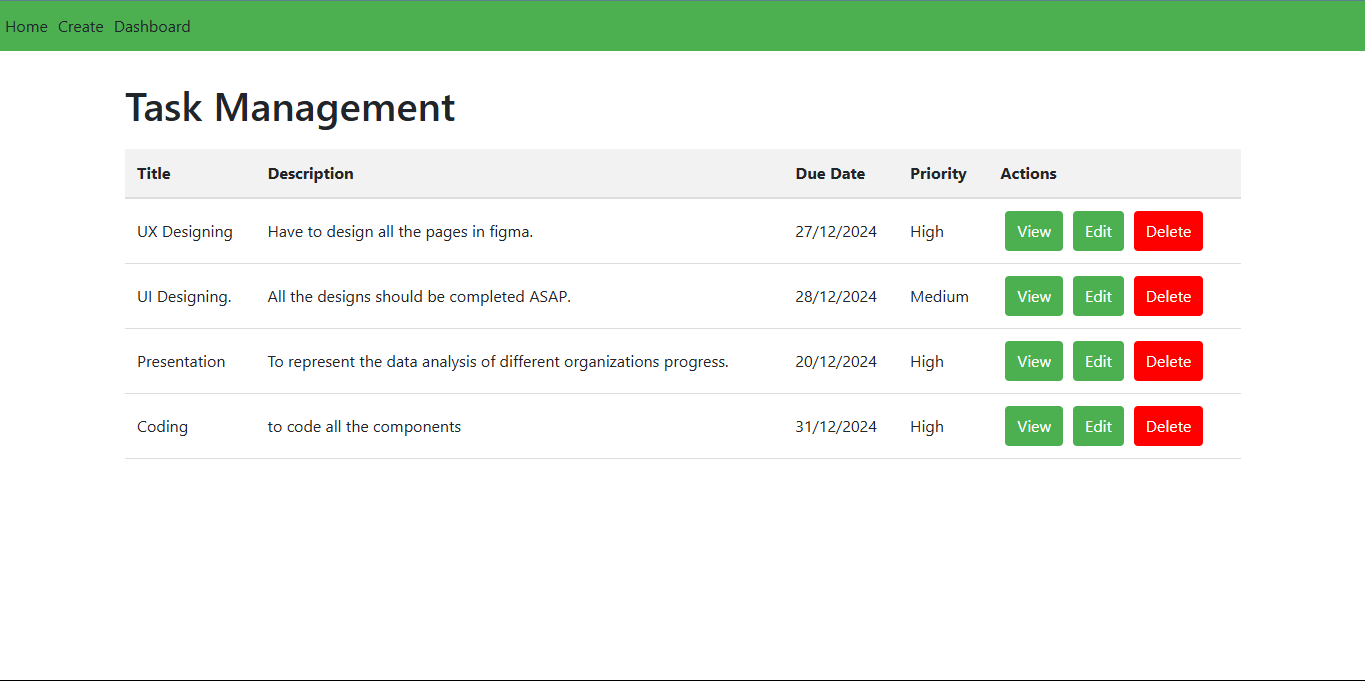 Home Create Dashboard
Task Management
Title Description Due Date Priority Actions
UX Designing Have to design all the pages in figma. 27/12/2024 High View Edit Delete
UI Designing. All the designs should be completed ASAP. 28/12/2024 Medium View Edit Delete
Presentation To represent the data analysis of different organizations progress. 20/12/2024 High View Edit Delete
Coding to code all the components 31/12/2024 High View Edit Delete